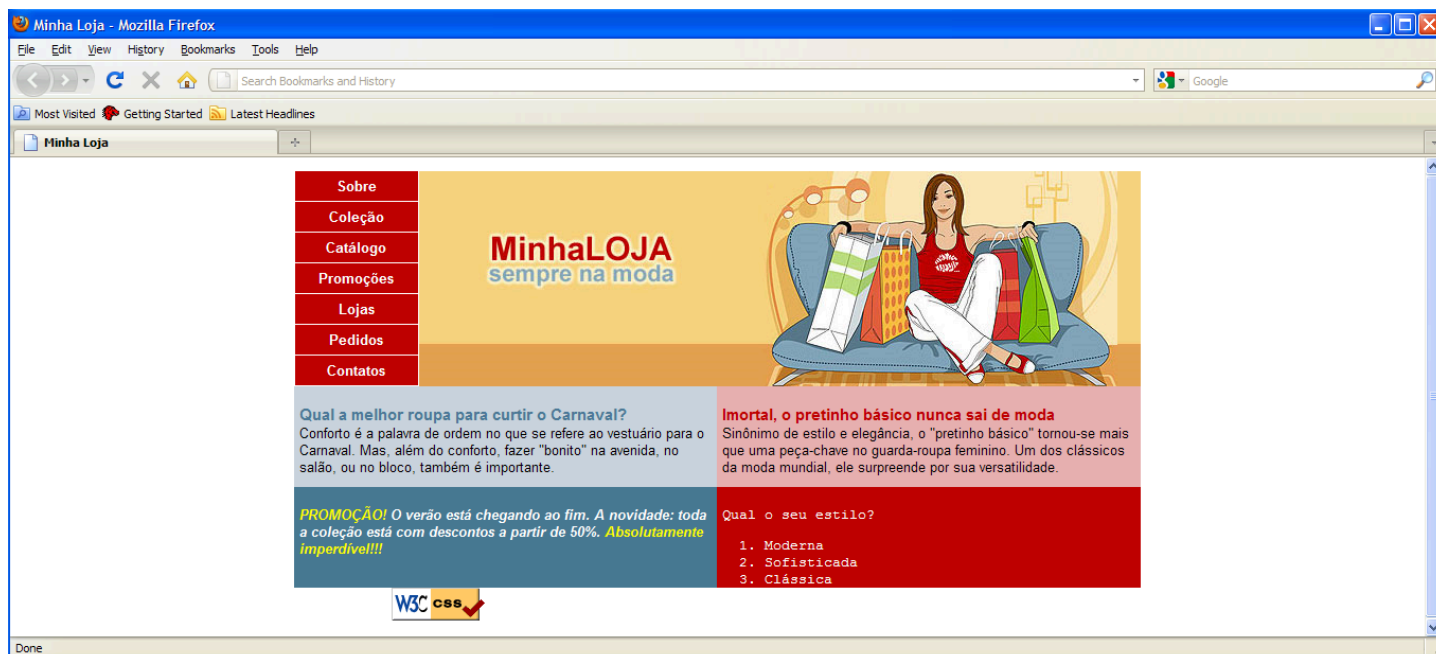 Minha Loja - Mozilla Firefox
File Edit View History Bookmarks Tools Help
Search Bookmarks and History
Google
Most Visited Getting Started Latest Headlines
Minha Loja
Sobre
Coleção
Catálogo
Promoções
Lojas
Pedidos
Contatos
MinhaLOJA
sempre na moda
Qual a melhor roupa para curtir o Carnaval?
Conforto é a palavra de ordem no que se refere ao vestuário para o
Carnaval. Mas, além do conforto, fazer "bonito" na avenida, no
salão, ou no bloco, também é importante.
Imortal, o pretinho básico nunca sai de moda
Sinônimo de estilo e elegância, o "pretinho básico" tornou-se mais
que uma peça-chave no guarda-roupa feminino. Um dos clássicos
da moda mundial, ele surpreende por sua versatilidade.
PROMOÇÃO! O verão está chegando ao fim. A novidade: toda
a coleção está com descontos a partir de 50%. Absolutamente
imperdível!!!
Qual o seu estilo?
1. Moderna
2. Sofisticada
3. Clássica
W3C css
Done